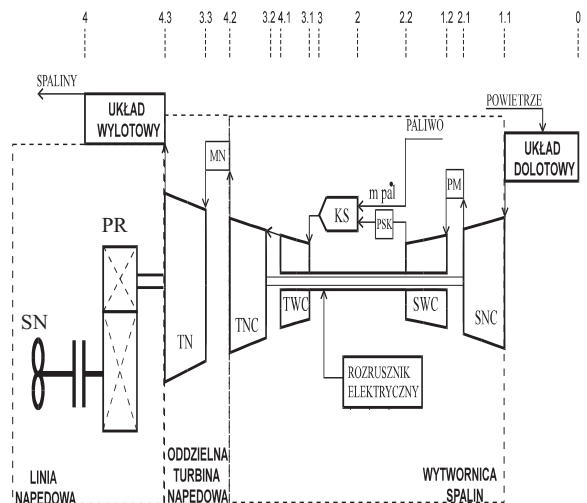 4 4.3 3.3 4.2 3.2 4.1 3.1 3 2 2.2 1.2 2.1 1.1 0
SPALINY
UKŁAD
WYLOTOWY
MN
PALIWO
POWIETRZE
UKŁAD
DOLOTOWY
m pal
KS
PSK
PM
PR
SN
TN
TNC
TWC
SWC
SNC
ROZRUSZNIK
ELEKTRYCZNY
LINIA
NAPEDOWA
ODDZIELNA
TURBINA
NAPEDOWA
WYTWORNICA
SPALIN